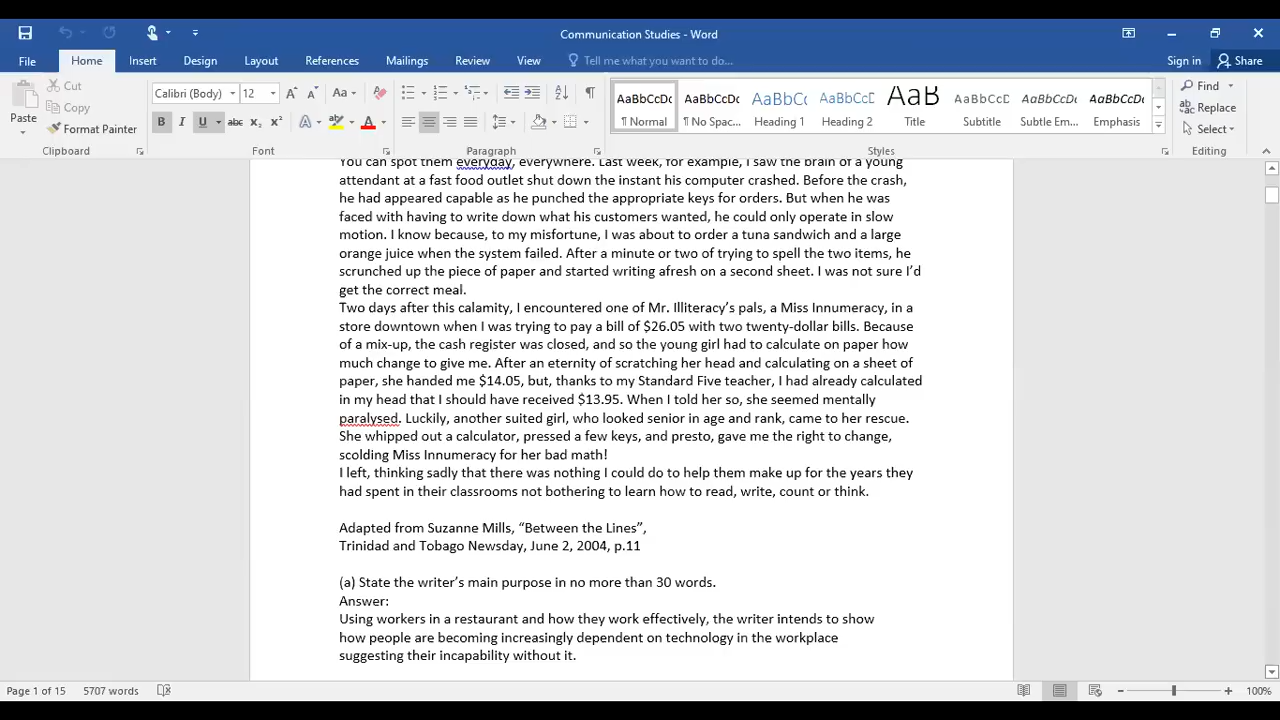 Communication Studies - Word
File Home Insert Design Layout References Mailings Review View Tell me what you want to do... Sign in Share
Paste Cut Copy Format Painter Clipboard
Calibri (Body) 12 Font
Paragraph
AaBbCcDc ¶ Normal
AaBbCcDc ¶ No Spac...
AaBbCc Heading 1
AaBbCcC Heading 2
AaB Title
AaBbCcD Subtitle
AaBbCcDc Subtle Em...
AaBbCcDc Emphasis
Styles
Find Replace Select Editing
You can spot them everyday, everywhere. Last week, for example, I saw the brain of a young
attendant at a fast food outlet shut down the instant his computer crashed. Before the crash,
he had appeared capable as he punched the appropriate keys for orders. But when he was
faced with having to write down what his customers wanted, he could only operate in slow
motion. I know because, to my misfortune, I was about to order a tuna sandwich and a large
orange juice when the system failed. After a minute or two of trying to spell the two items, he
scrunched up the piece of paper and started writing afresh on a second sheet. I was not sure I’d
get the correct meal.
Two days after this calamity, I encountered one of Mr. Illiteracy’s pals, a Miss Innumeracy, in a
store downtown when I was trying to pay a bill of $26.05 with two twenty-dollar bills. Because
of a mix-up, the cash register was closed, and so the young girl had to calculate on paper how
much change to give me. After an eternity of scratching her head and calculating on a sheet of
paper, she handed me $14.05, but, thanks to my Standard Five teacher, I had already calculated
in my head that I should have received $13.95. When I told her so, she seemed mentally
paralysed. Luckily, another suited girl, who looked senior in age and rank, came to her rescue.
She whipped out a calculator, pressed a few keys, and presto, gave me the right to change,
scolding Miss Innumeracy for her bad math!
I left, thinking sadly that there was nothing I could do to help them make up for the years they
had spent in their classrooms not bothering to learn how to read, write, count or think.
Adapted from Suzanne Mills, “Between the Lines”,
Trinidad and Tobago Newsday, June 2, 2004, p.11
(a) State the writer’s main purpose in no more than 30 words.
Answer:
Using workers in a restaurant and how they work effectively, the writer intends to show
how people are becoming increasingly dependent on technology in the workplace
suggesting their incapability without it.
Page 1 of 15 5707 words 100%